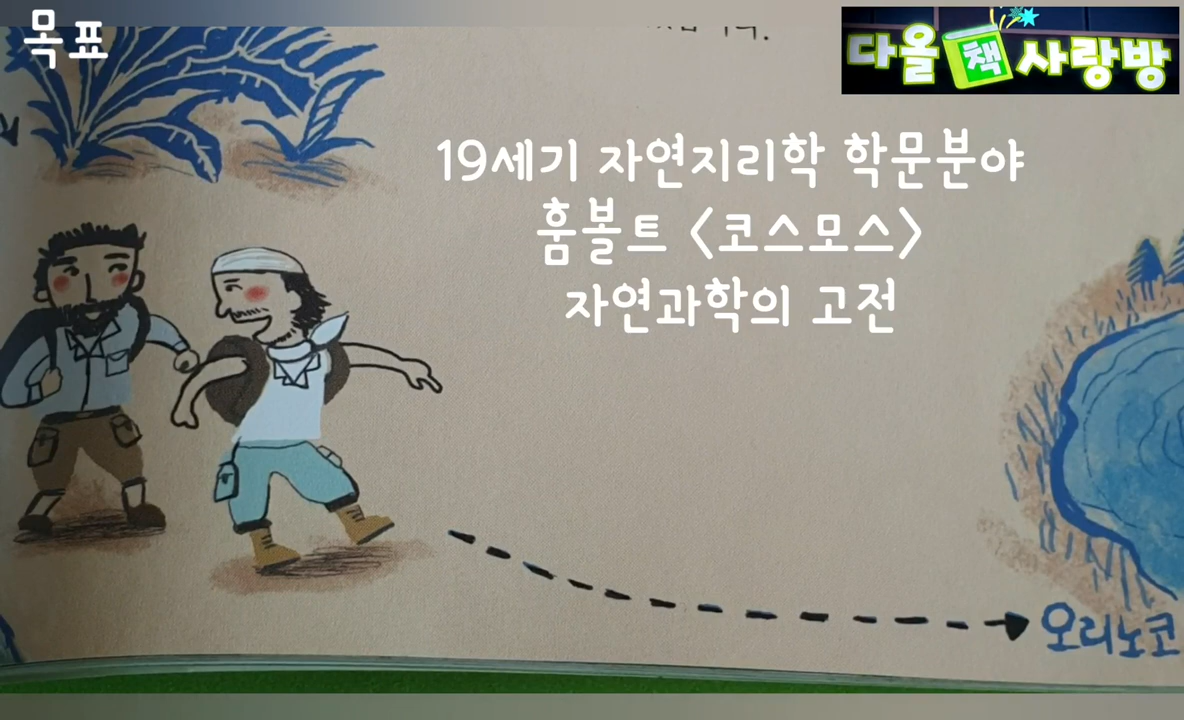 목표
다올 책 사랑방
19세기 자연지리학 학문분야
훔볼트 <코스모스>
자연과학의 고전
오리노코